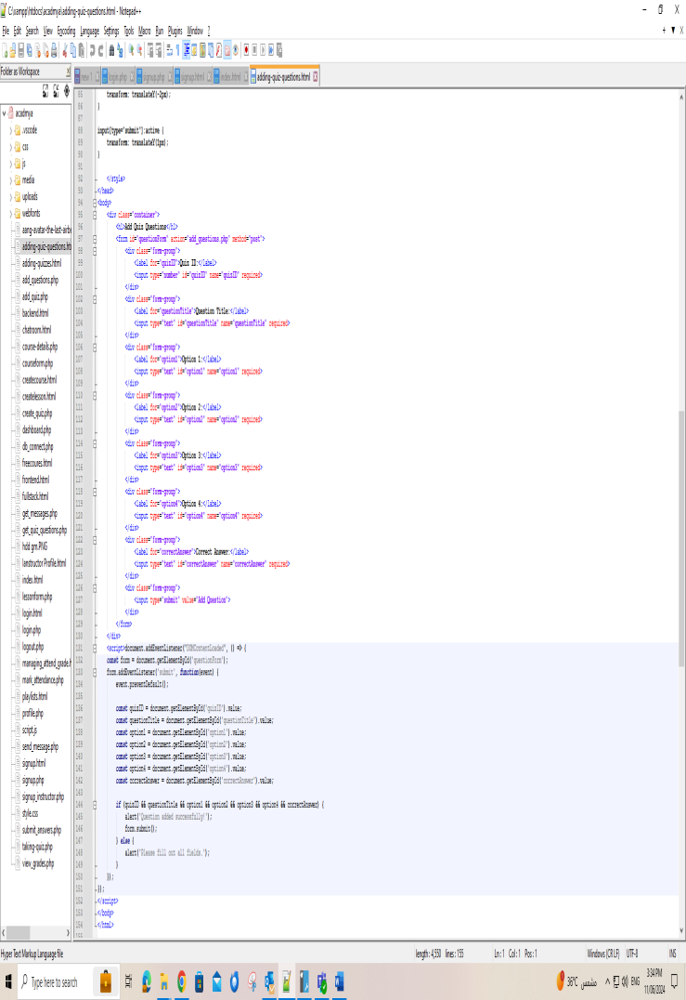 C:\xampp\htdocs\acadmya\adding-quiz-questions.html - Notepad++
File Edit Search View Encoding Language Settings Tools Macro Run Plugins Window ?
Folder as Workspace
new 1 login.php signup.php signup.html index.html adding-quiz-questions.html
acadmya
.vscode
css
js
media
uploads
webfonts
aang-avatar-the-last-airbe
adding-quiz-questions.ht
adding-quizzes.html
add_questions.php
add_quiz.php
backend.html
chatroom.html
course-details.php
courseform.php
createcourse.html
createlesson.html
create_quiz.php
dashboard.php
db_connect.php
freecoures.html
frontend.html
fullstack.html
get_messages.php
get_quiz_questions.php
hdd gm.PNG
Ianstructor Profile.html
index.html
lessonform.php
login.html
login.php
logout.php
managing_attend_grade.h
mark_attendance.php
playlists.html
profile.php
script.js
send_message.php
signup.html
signup.php
signup_instructor.php
style.css
submit_answers.php
taking-quiz.php
view_grades.php
85 transform: translateY(-2px);
86 }
87
88 input[type="submit"]:active {
89 transform: translateY(1px);
90 }
91
92 </style>
93 </head>
94 <body>
95 <div class="container">
96 <h1>Add Quiz Questions</h1>
97 <form id="questionForm" action="add_questions.php" method="post">
98 <div class="form-group">
99 <label for="quizID">Quiz ID:</label>
100 <input type="number" id="quizID" name="quizID" required>
101 </div>
102 <div class="form-group">
103 <label for="questionTitle">Question Title:</label>
104 <input type="text" id="questionTitle" name="questionTitle" required>
105 </div>
106 <div class="form-group">
107 <label for="option1">Option 1:</label>
108 <input type="text" id="option1" name="option1" required>
109 </div>
110 <div class="form-group">
111 <label for="option2">Option 2:</label>
112 <input type="text" id="option2" name="option2" required>
113 </div>
114 <div class="form-group">
115 <label for="option3">Option 3:</label>
116 <input type="text" id="option3" name="option3" required>
117 </div>
118 <div class="form-group">
119 <label for="option4">Option 4:</label>
120 <input type="text" id="option4" name="option4" required>
121 </div>
122 <div class="form-group">
123 <label for="correctAnswer">Correct Answer:</label>
124 <input type="text" id="correctAnswer" name="correctAnswer" required>
125 </div>
126 <div class="form-group">
127 <input type="submit" value="Add Question">
128 </div>
129 </form>
130 </div>
131 <script>document.addEventListener("DOMContentLoaded", () => {
132 const form = document.getElementById('questionForm');
133 form.addEventListener('submit', function(event) {
134 event.preventDefault();
135
136 const quizID = document.getElementById('quizID').value;
137 const questionTitle = document.getElementById('questionTitle').value;
138 const option1 = document.getElementById('option1').value;
139 const option2 = document.getElementById('option2').value;
140 const option3 = document.getElementById('option3').value;
141 const option4 = document.getElementById('option4').value;
142 const correctAnswer = document.getElementById('correctAnswer').value;
143
144 if (quizID && questionTitle && option1 && option2 && option3 && option4 && correctAnswer) {
145 alert('Question added successfully!');
146 form.submit();
147 } else {
148 alert('Please fill out all fields.');
149 }
150 });
151 });
152 </script>
153 </body>
154 </html>
Hyper Text Markup Language file length : 4,550 lines : 155 Ln : 1 Col : 1 Pos : 1 Windows (CR LF) UTF-8 INS
Type here to search
36°C مشمس ENG 3:34 PM 11/06/2024